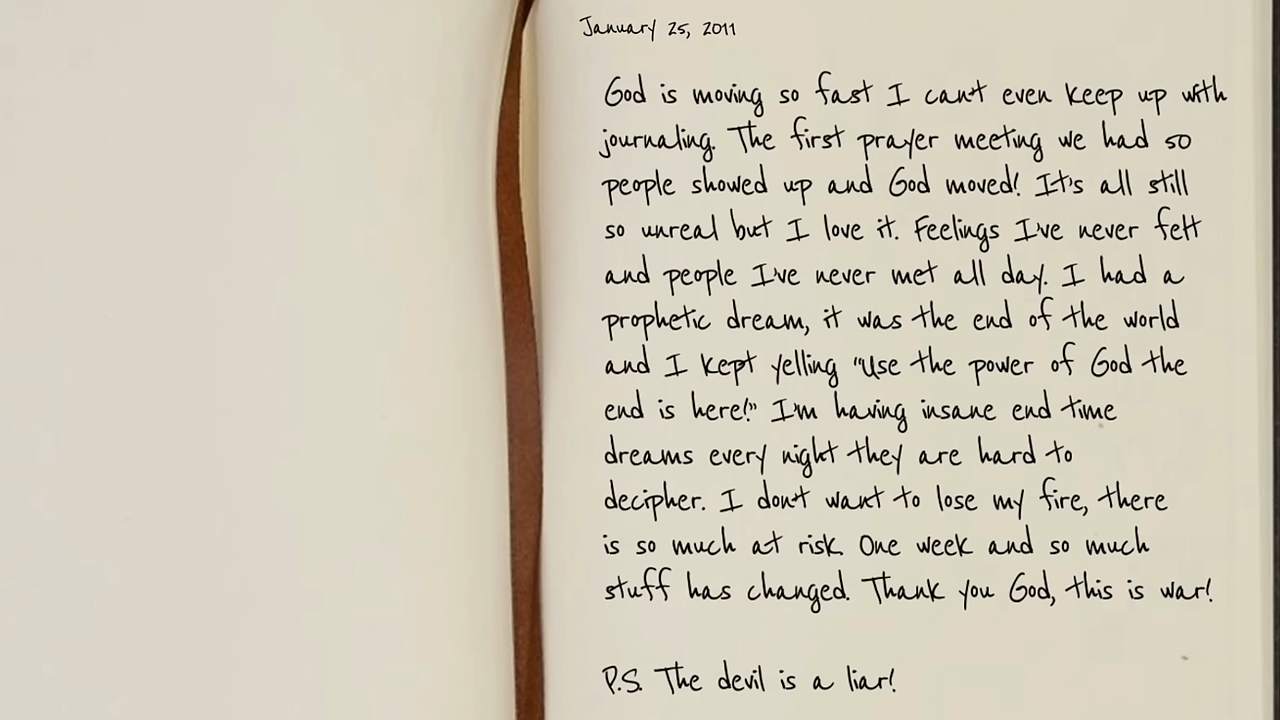 January 25, 2011
God is moving so fast I can't even keep up with
journaling. The first prayer meeting we had so
people showed up and God moved! It's all still
so unreal but I love it. Feelings I've never felt
and people I've never met all day. I had a
prophetic dream, it was the end of the world
and I kept yelling "Use the power of God the
end is here!" I'm having insane end time
dreams every night they are hard to
decipher. I don't want to lose my fire, there
is so much at risk. One week and so much
stuff has changed. Thank you God, this is war!
P.S. The devil is a liar!